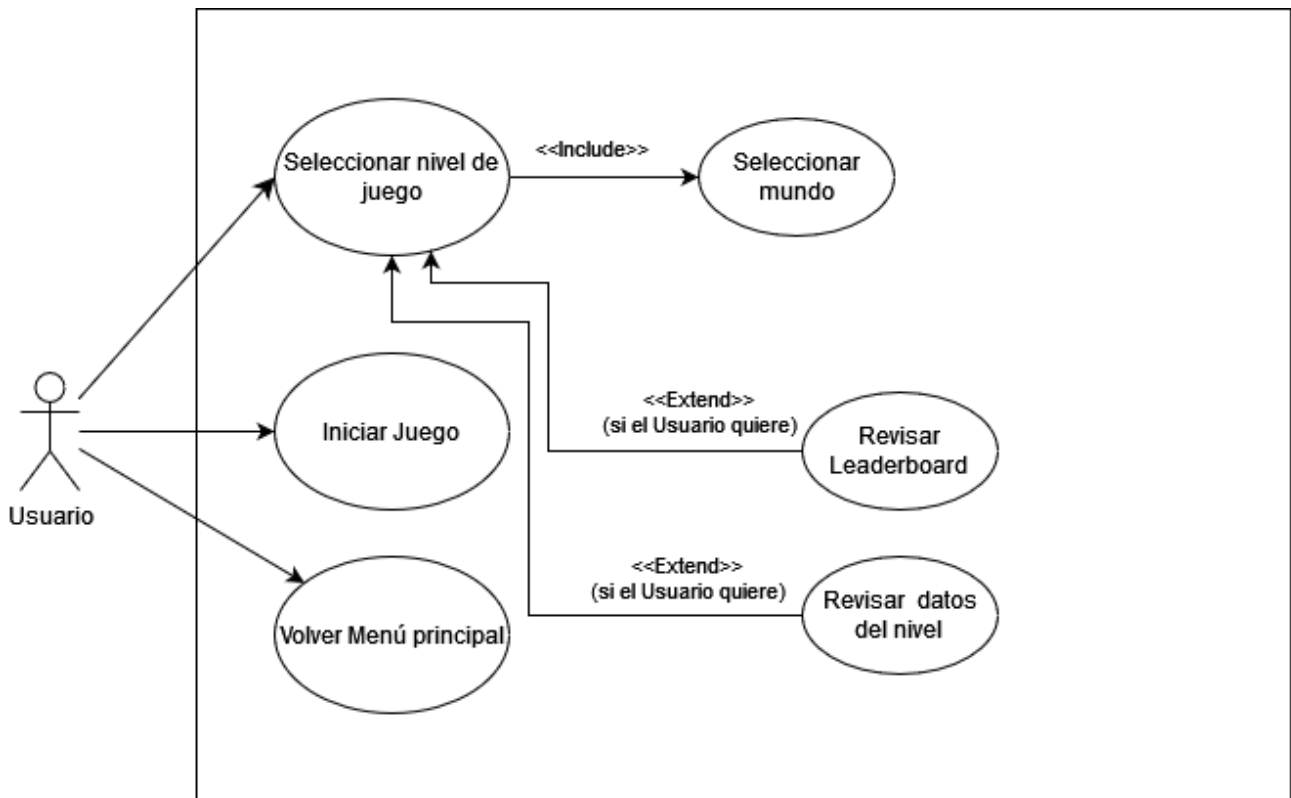 Seleccionar nivel de
juego
<<Include>>
Seleccionar
mundo
Iniciar Juego
<<Extend>>
(si el Usuario quiere)
Revisar
Leaderboard
Usuario
Volver Menú principal
<<Extend>>
(si el Usuario quiere)
Revisar datos
del nivel